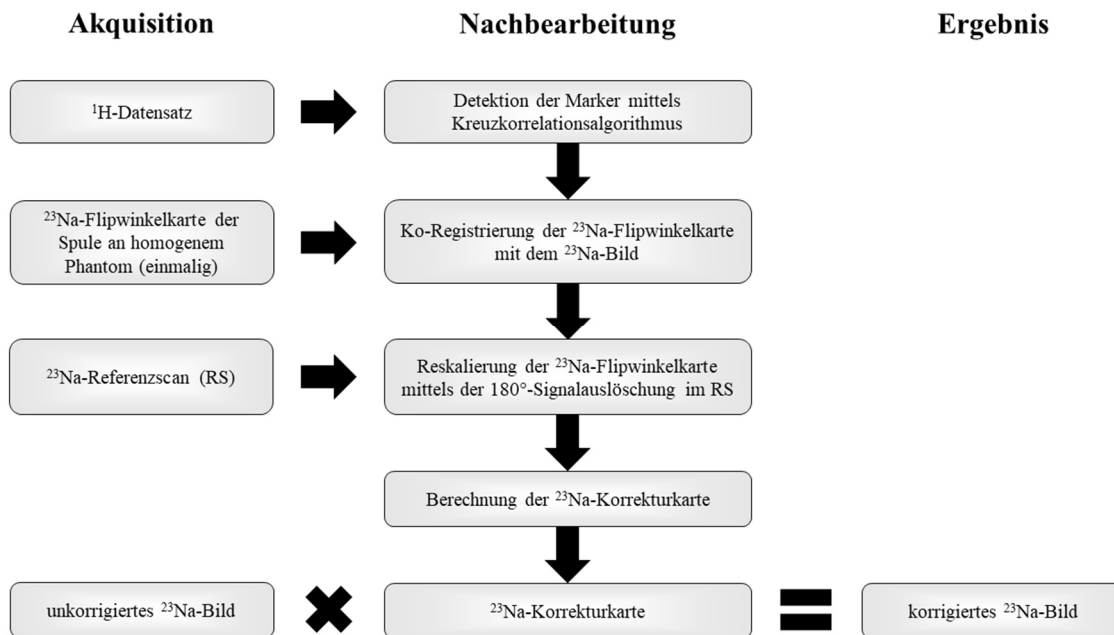 Akquisition
Nachbearbeitung
Ergebnis
¹H-Datensatz
Detektion der Marker mittels
Kreuzkorrelationsalgorithmus
²³Na-Flipwinkelkarte der
Spule an homogenem
Phantom (einmalig)
Ko-Registrierung der ²³Na-Flipwinkelkarte
mit dem ²³Na-Bild
²³Na-Referenzscan (RS)
Reskalierung der ²³Na-Flipwinkelkarte
mittels der 180°-Signalauslöschung im RS
Berechnung der ²³Na-Korrekturkarte
unkorrigiertes ²³Na-Bild
²³Na-Korrekturkarte
korrigiertes ²³Na-Bild